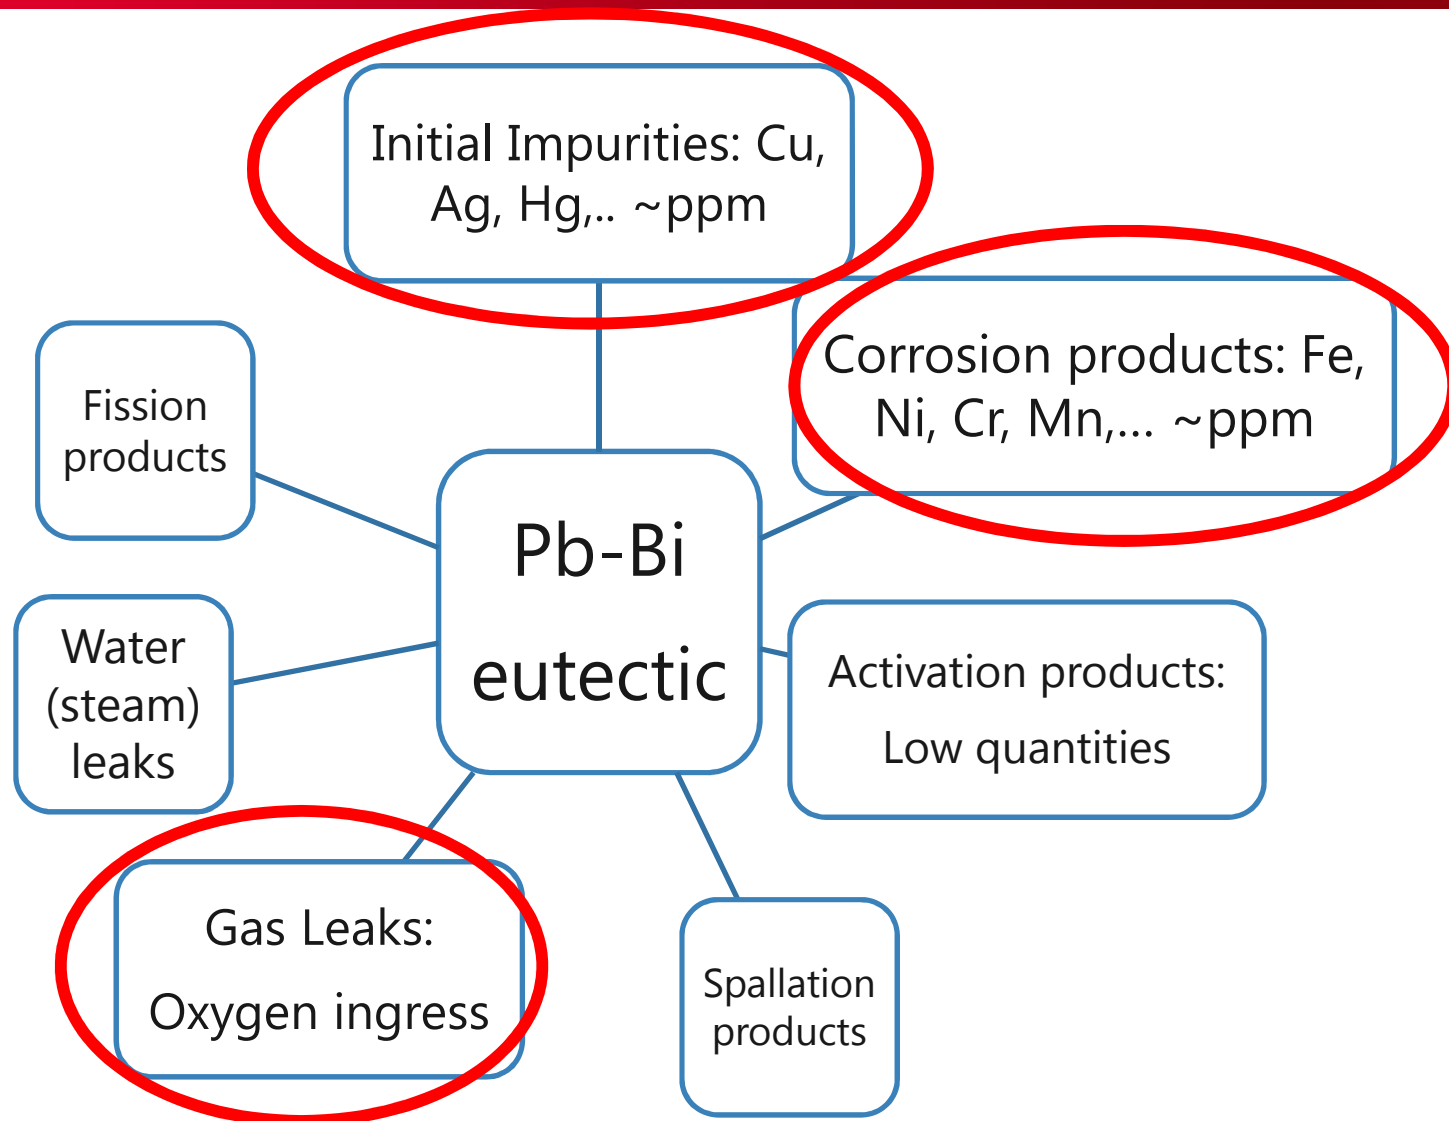 Initial Impurities: Cu,
Ag, Hg,.. ~ppm
Corrosion products: Fe,
Ni, Cr, Mn,... ~ppm
Fission
products
Pb-Bi
eutectic
Water
(steam)
leaks
Activation products:
Low quantities
Gas Leaks:
Oxygen ingress
Spallation
products